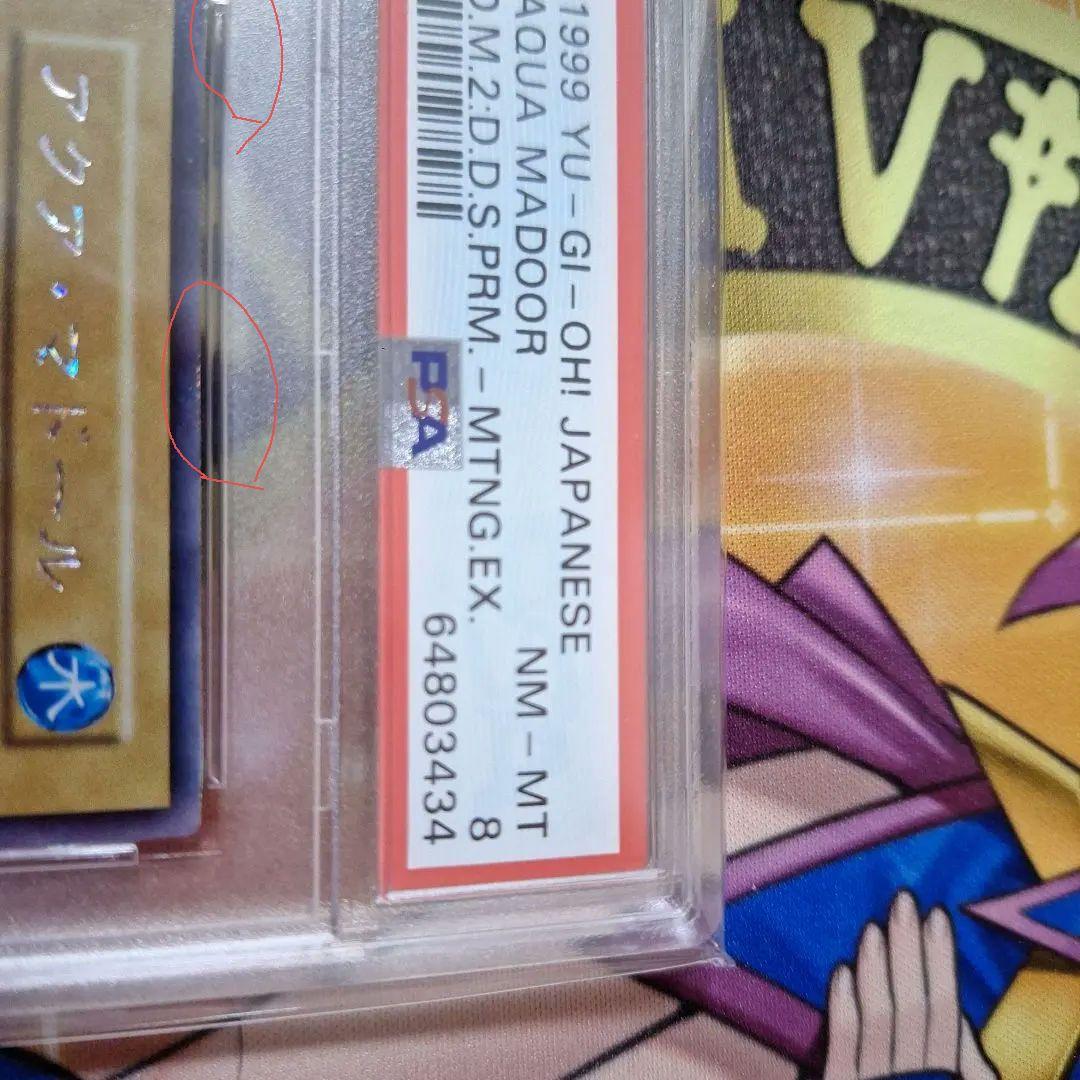 1999 YU-GI-OH! JAPANESE
AQUA MADOOR NM-MT
D.M.2:D.D.S.PRM.-MTNG.EX. 8
64803434
PSA
アクア・マドール
水